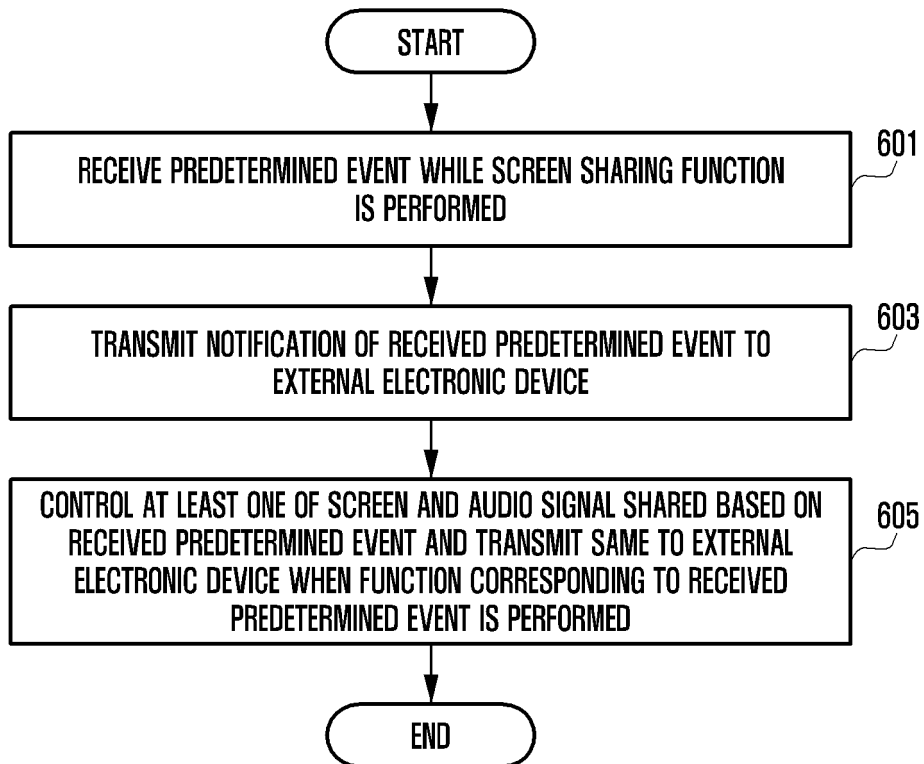 START
RECEIVE PREDETERMINED EVENT WHILE SCREEN SHARING FUNCTION
IS PERFORMED
601
TRANSMIT NOTIFICATION OF RECEIVED PREDETERMINED EVENT TO
EXTERNAL ELECTRONIC DEVICE
603
CONTROL AT LEAST ONE OF SCREEN AND AUDIO SIGNAL SHARED BASED ON
RECEIVED PREDETERMINED EVENT AND TRANSMIT SAME TO EXTERNAL
ELECTRONIC DEVICE WHEN FUNCTION CORRESPONDING TO RECEIVED
PREDETERMINED EVENT IS PERFORMED
605
END